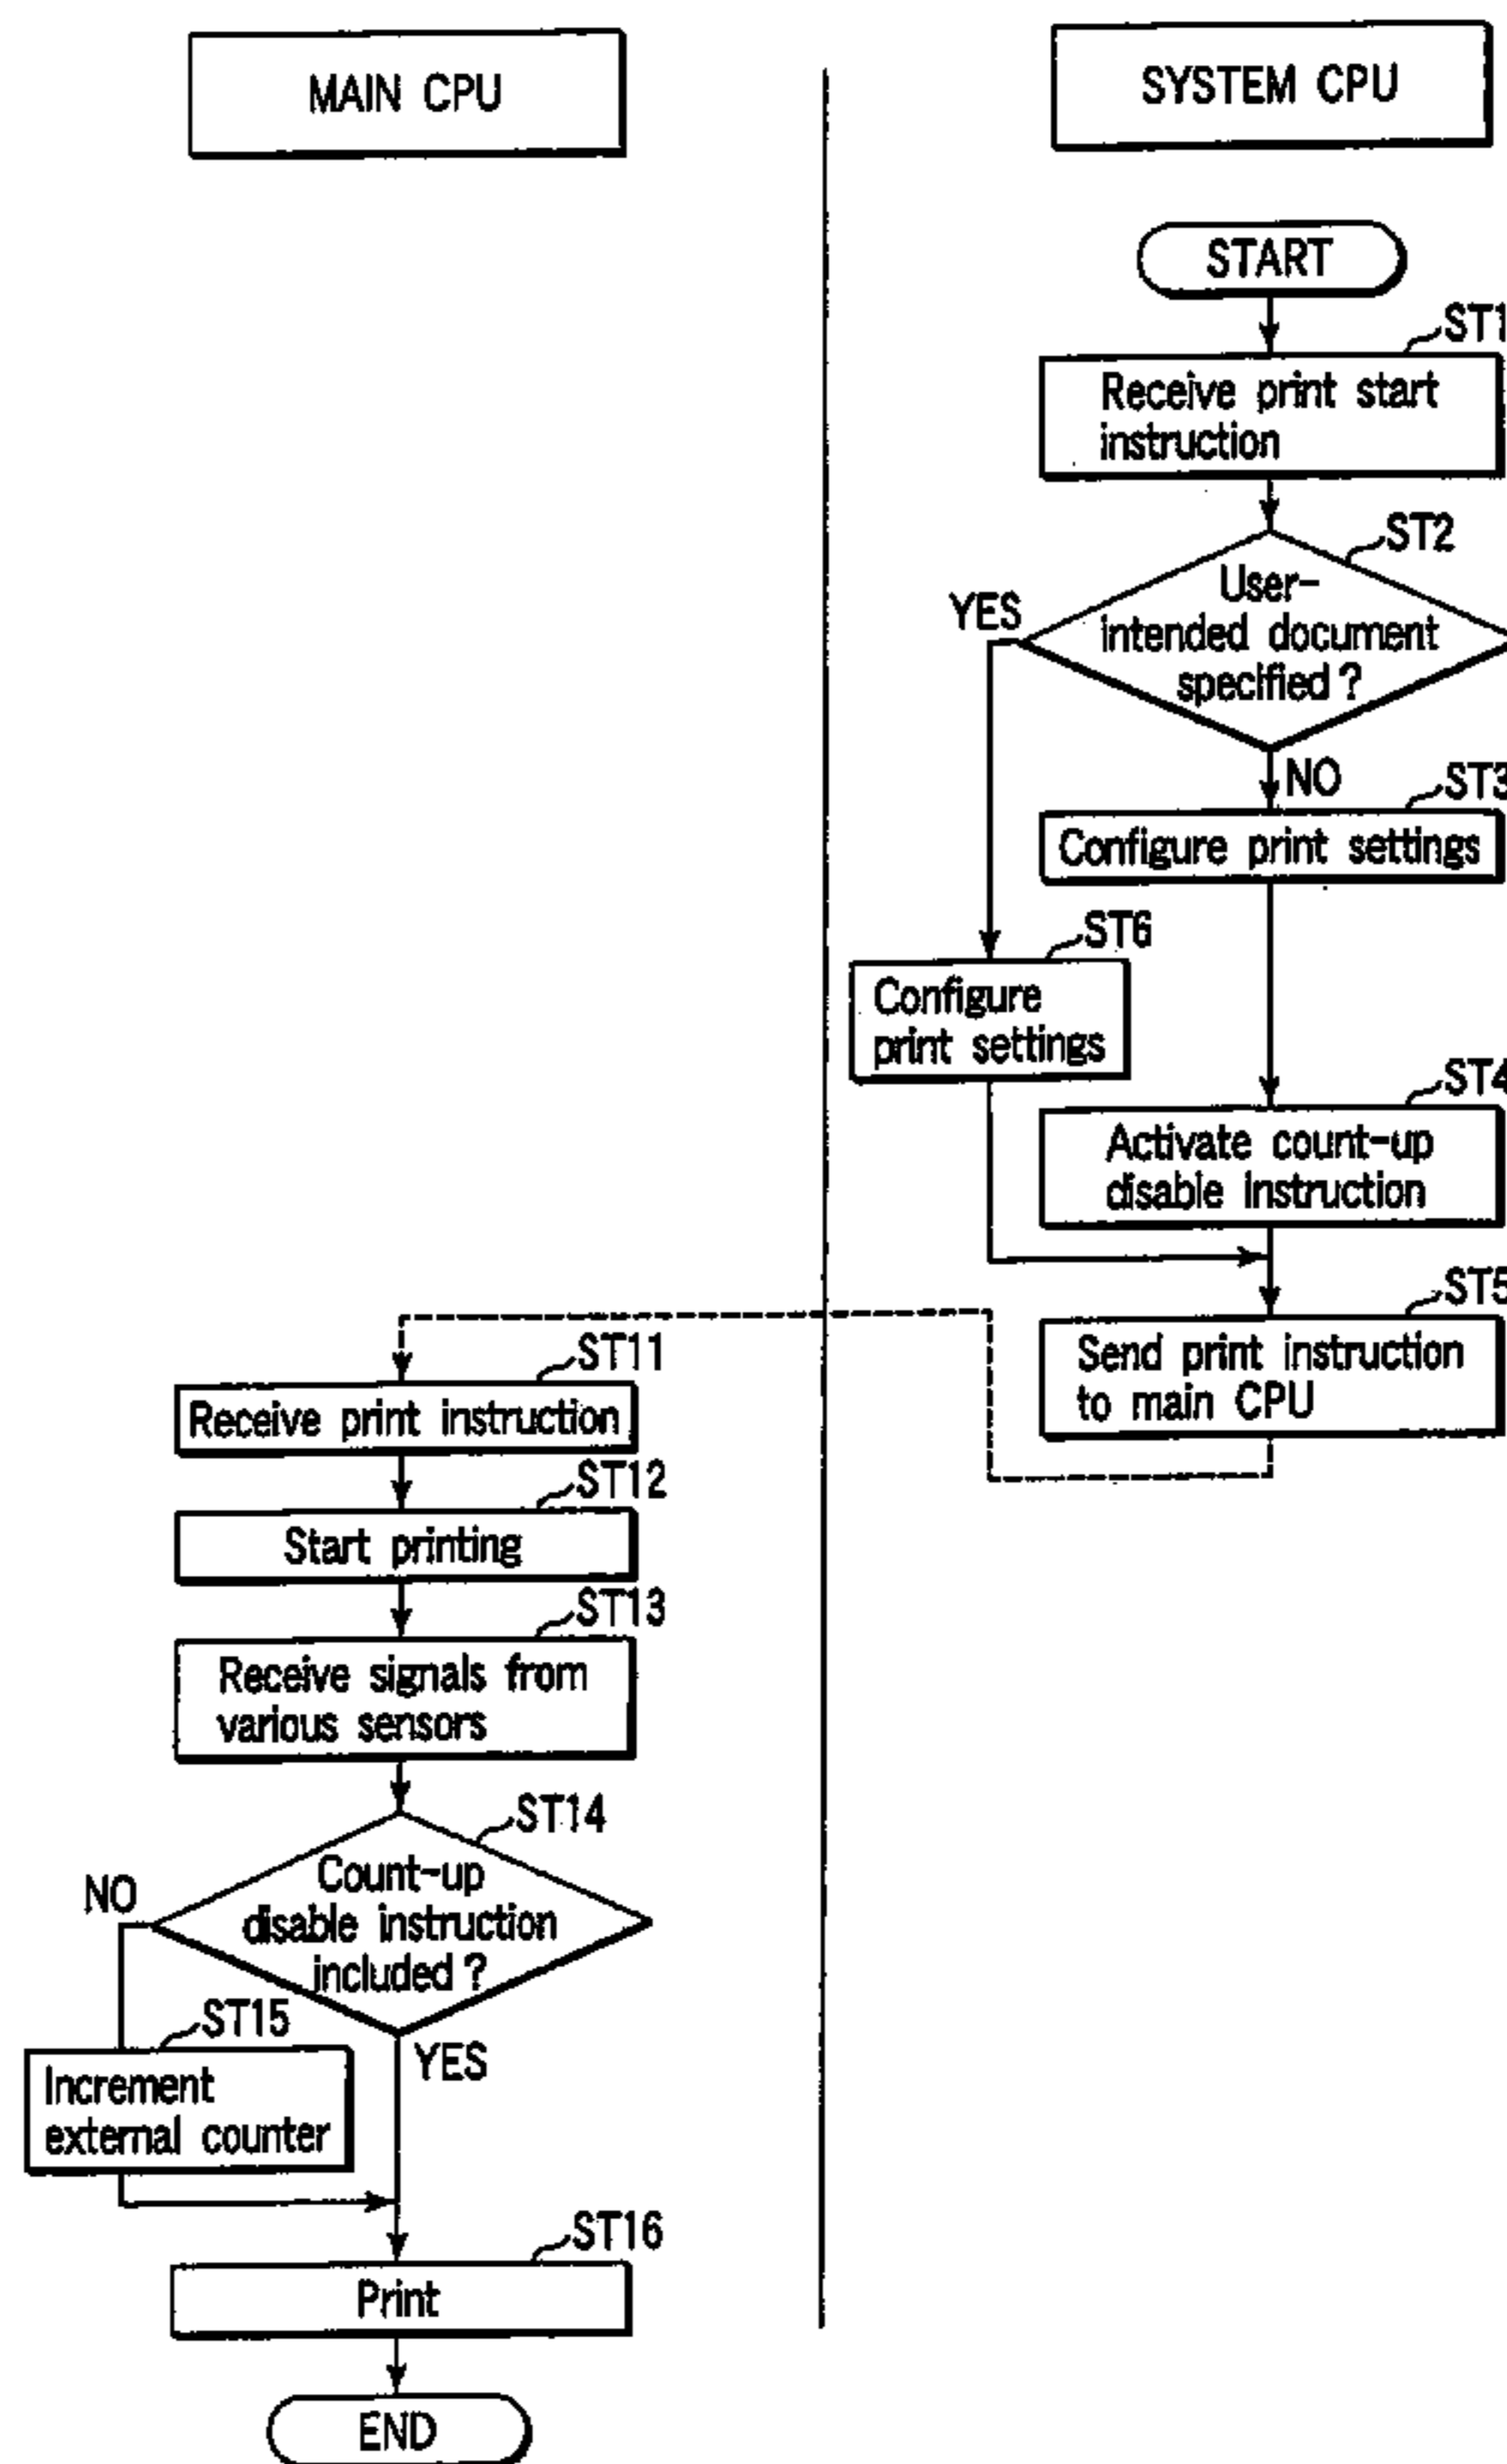 MAIN CPU
SYSTEM CPU
START
ST1
Receive print start
instruction
ST2
User-
intended document
specified ?
YES
NO
ST3
Configure print settings
ST6
Configure
print settings
ST4
Activate count-up
disable instruction
ST5
Send print instruction
to main CPU
ST11
Receive print instruction
ST12
Start printing
ST13
Receive signals from
various sensors
ST14
Count-up
disable instruction
included ?
NO
YES
ST15
Increment
external counter
ST16
Print
END